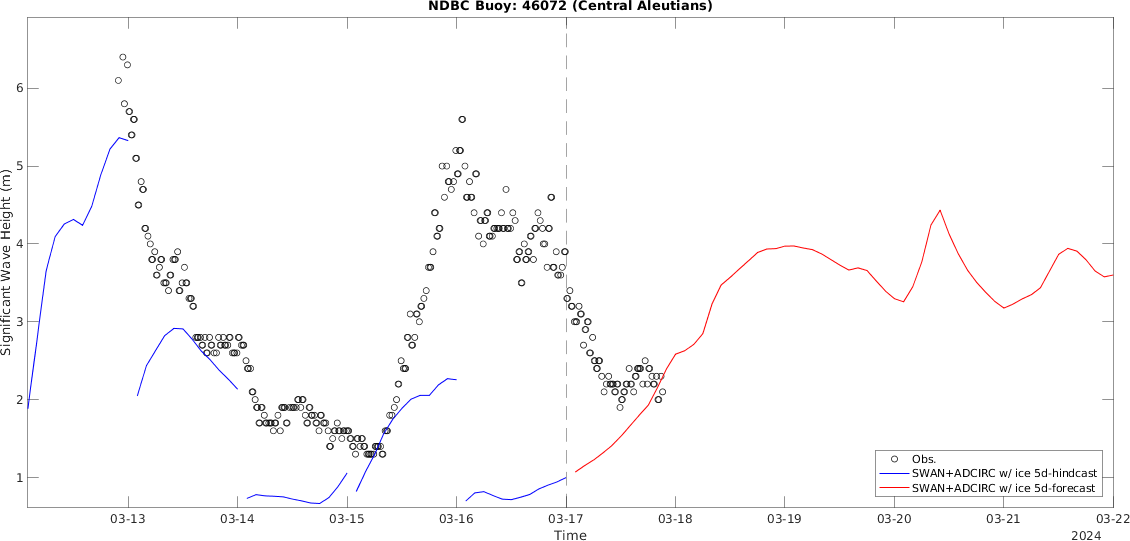 NDBC Buoy: 46072 (Central Aleutians)
Significant Wave Height (m)
6
5
4
3
2
1
Obs.
SWAN+ADCIRC w/ ice 5d-hindcast
SWAN+ADCIRC w/ ice 5d-forecast
03-13 03-14 03-15 03-16 03-17 03-18 03-19 03-20 03-21 03-22
Time
2024